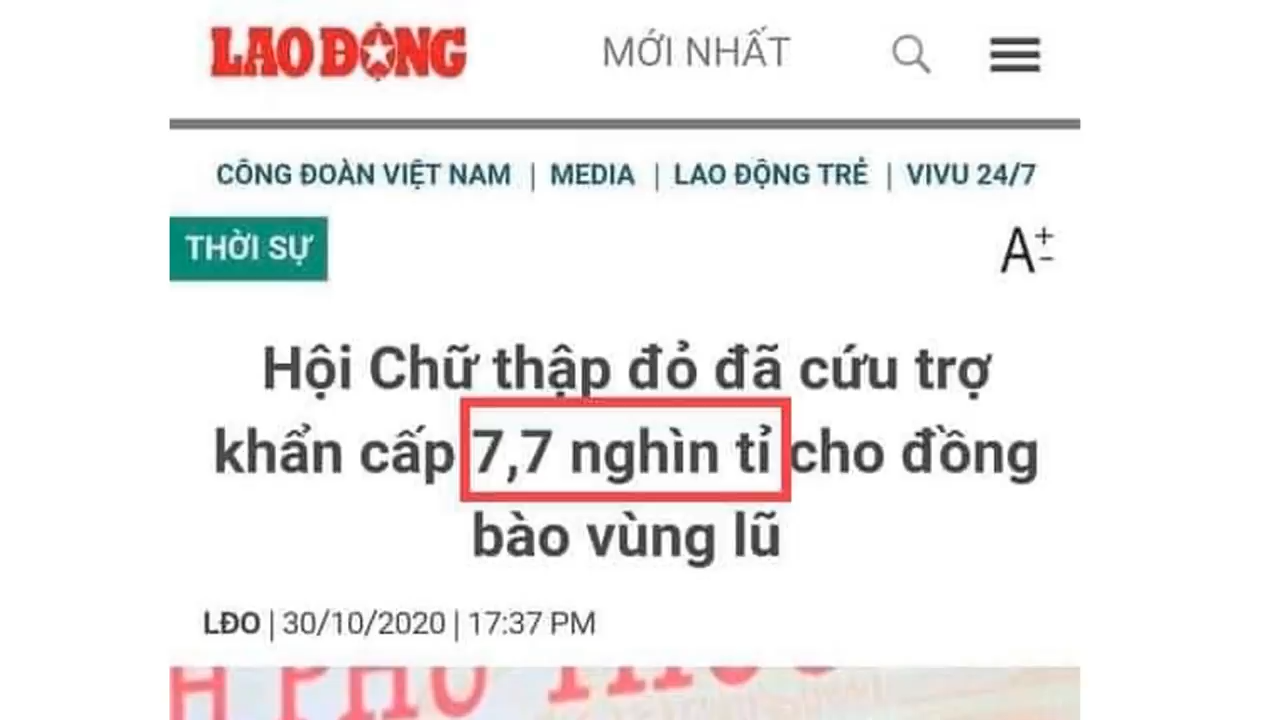 LAO ĐỘNG
MỚI NHẤT
CÔNG ĐOÀN VIỆT NAM | MEDIA | LAO ĐỘNG TRẺ | VIVU 24/7
THỜI SỰ
A+-
Hội Chữ thập đỏ đã cứu trợ
khẩn cấp 7,7 nghìn tỉ cho đồng
bào vùng lũ
LĐO | 30/10/2020 | 17:37 PM